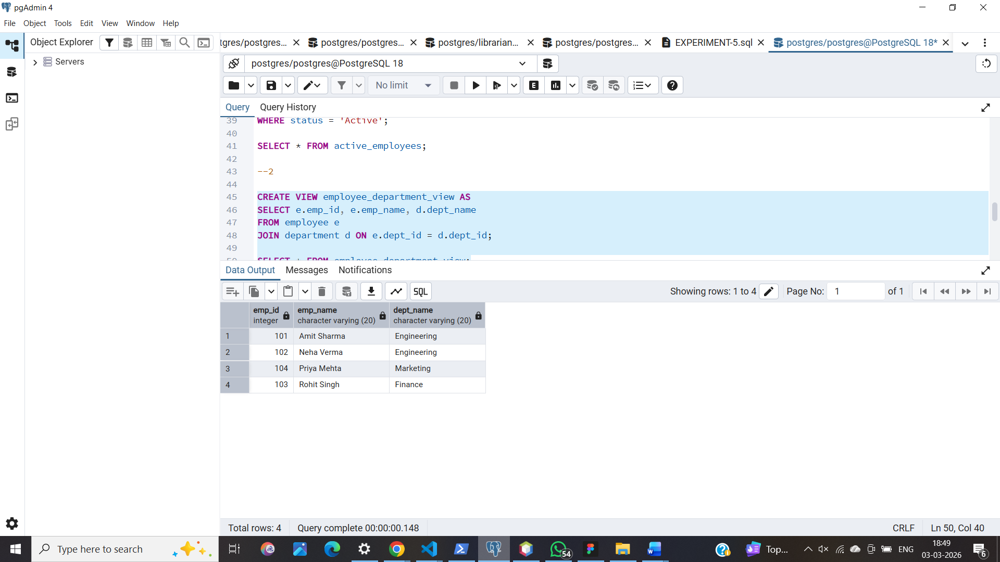 pgAdmin 4
File Object Tools Edit View Window Help
Object Explorer
tgres/postgres... postgres/postgres... postgres/librarian... postgres/postgres... EXPERIMENT-5.sql postgres/postgres@PostgreSQL 18*
Servers
postgres/postgres@PostgreSQL 18
No limit
E
Query Query History
39 WHERE status = 'Active';
40
41 SELECT * FROM active_employees;
42
43 --2
44
45 CREATE VIEW employee_department_view AS
46 SELECT e.emp_id, e.emp_name, d.dept_name
47 FROM employee e
48 JOIN department d ON e.dept_id = d.dept_id;
49
50 SELECT * FROM employee_department_view;
Data Output Messages Notifications
SQL Showing rows: 1 to 4 Page No: 1 of 1
emp_id emp_name dept_name
integer character varying (20) character varying (20)
1 101 Amit Sharma Engineering
2 102 Neha Verma Engineering
3 104 Priya Mehta Marketing
4 103 Rohit Singh Finance
Total rows: 4 Query complete 00:00:00.148 CRLF Ln 50, Col 40
Type here to search 54 Top... ENG 18:49
03-03-2026 6